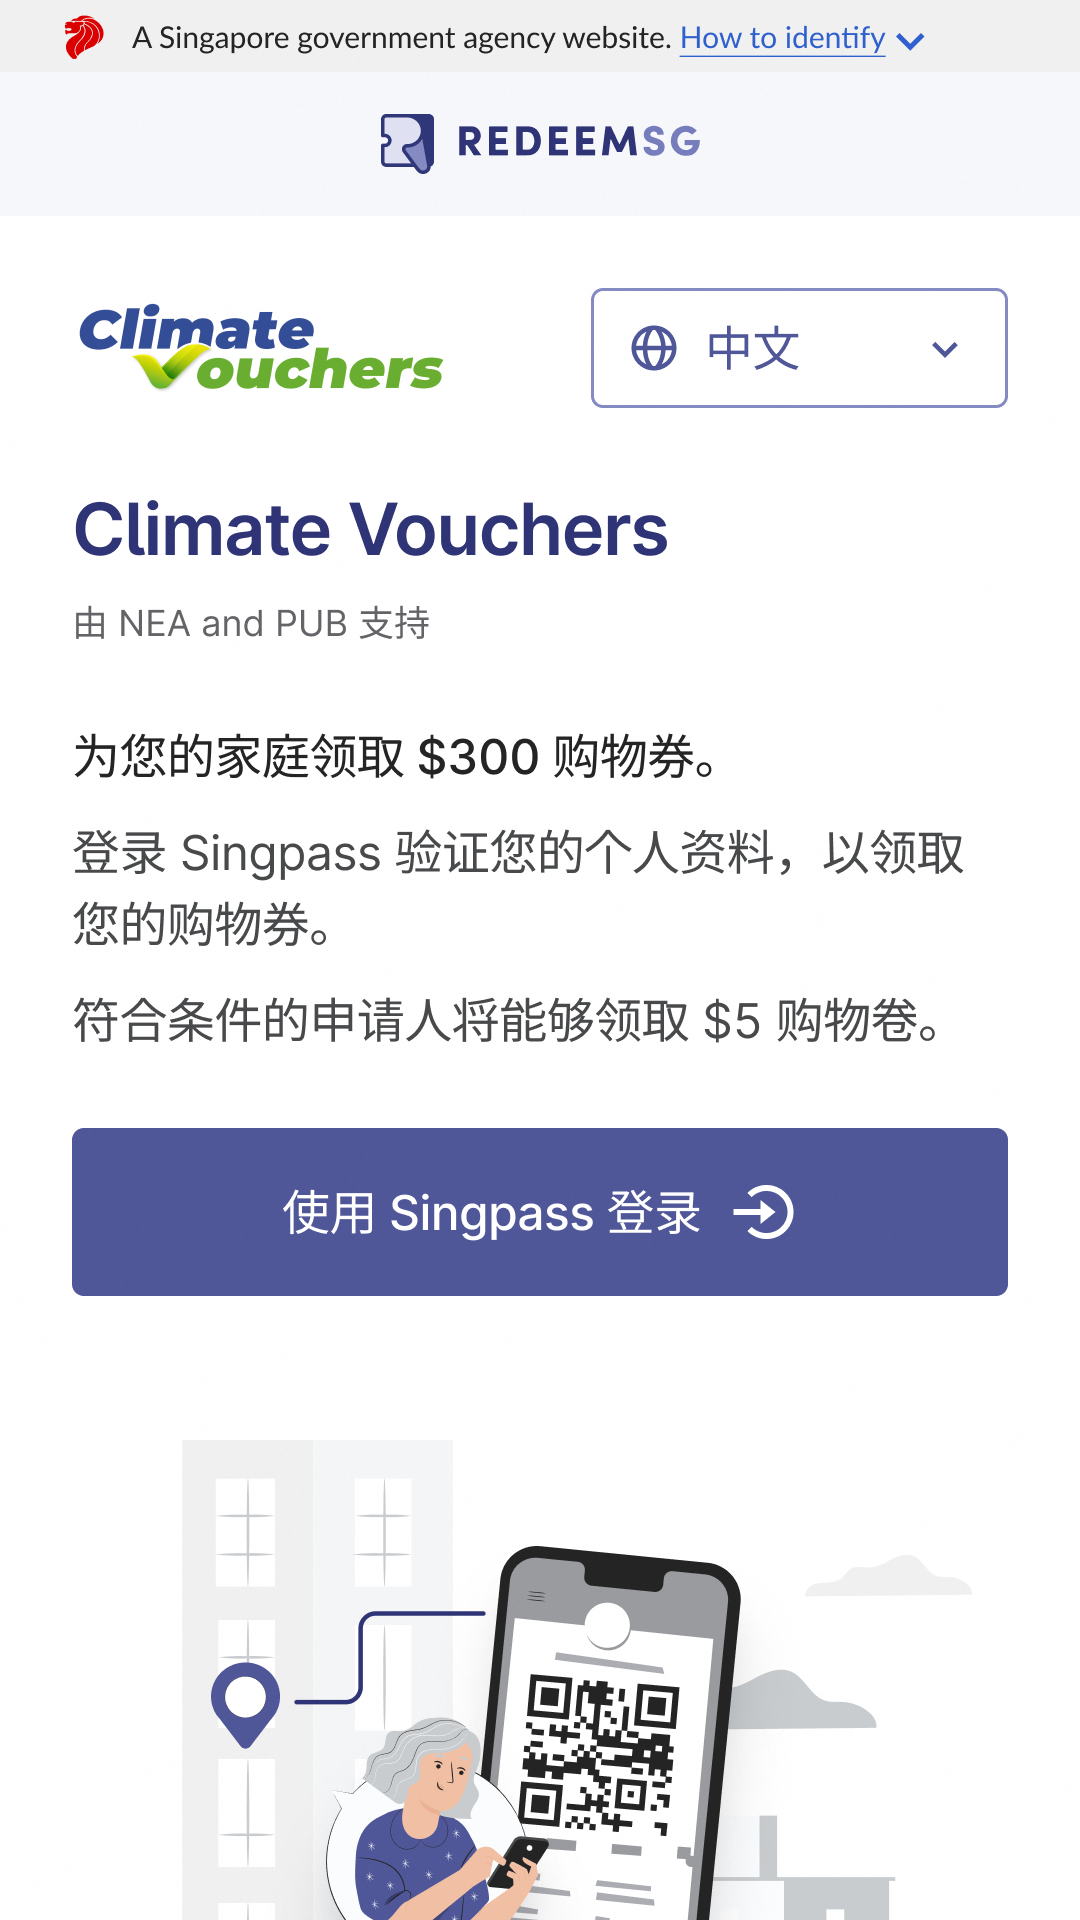 A Singapore government agency website. How to identify
REDEEMSG
Climate Vouchers
中文
Climate Vouchers
由 NEA and PUB 支持
为您的家庭领取 $300 购物券。
登录 Singpass 验证您的个人资料，以领取
您的购物券。
符合条件的申请人将能够领取 $5 购物卷。
使用 Singpass 登录